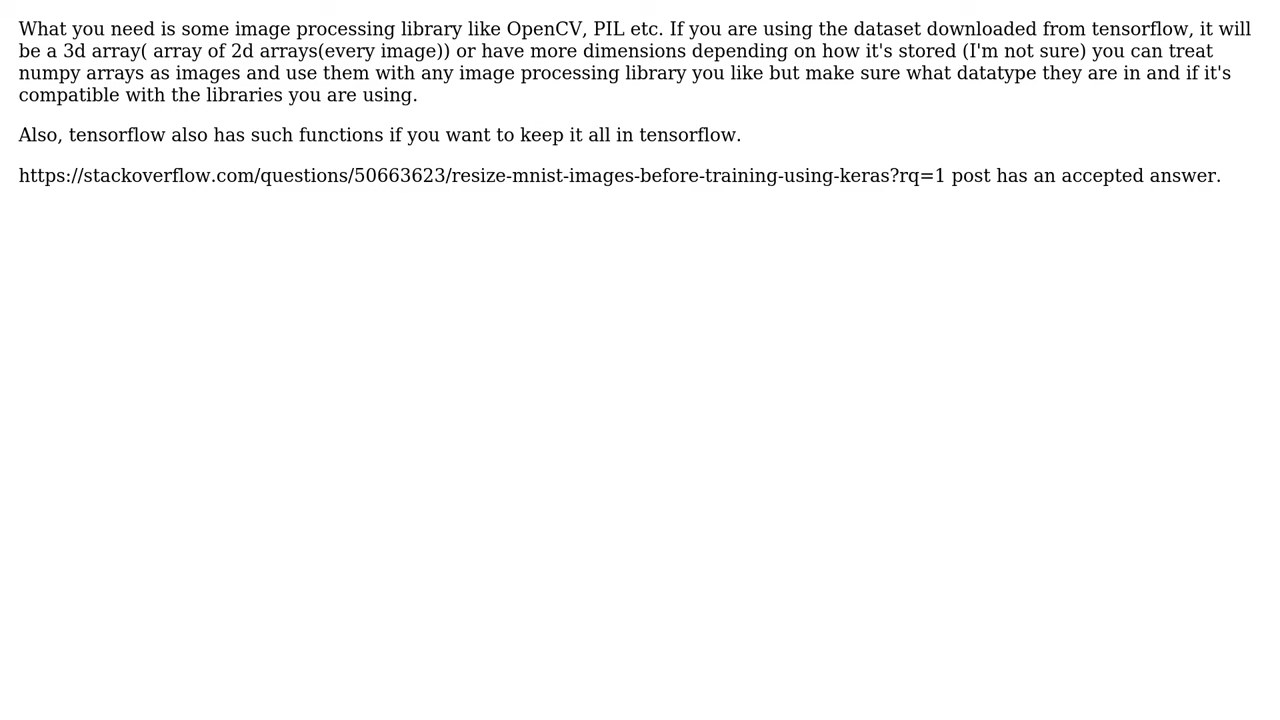 What you need is some image processing library like OpenCV, PIL etc. If you are using the dataset downloaded from tensorflow, it will
be a 3d array( array of 2d arrays(every image)) or have more dimensions depending on how it's stored (I'm not sure) you can treat
numpy arrays as images and use them with any image processing library you like but make sure what datatype they are in and if it's
compatible with the libraries you are using.
Also, tensorflow also has such functions if you want to keep it all in tensorflow.
https://stackoverflow.com/questions/50663623/resize-mnist-images-before-training-using-keras?rq=1 post has an accepted answer.